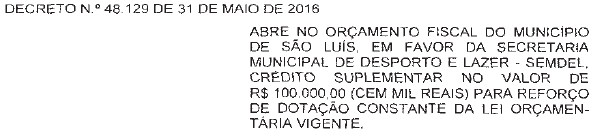 DECRETO N.º 48.129 DE 31 DE MAIO DE 2016
ABRE NO ORÇAMENTO FISCAL DO MUNICÍPIO
DE SÃO LUÍS, EM FAVOR DA SECRETARIA
MUNICIPAL DE DESPORTO E LAZER - SEMDEL,
CRÉDITO SUPLEMENTAR NO VALOR DE
R$ 100.000,00 (CEM MIL REAIS) PARA REFORÇO
DE DOTAÇÃO CONSTANTE DA LEI ORÇAMEN-
TÁRIA VIGENTE.